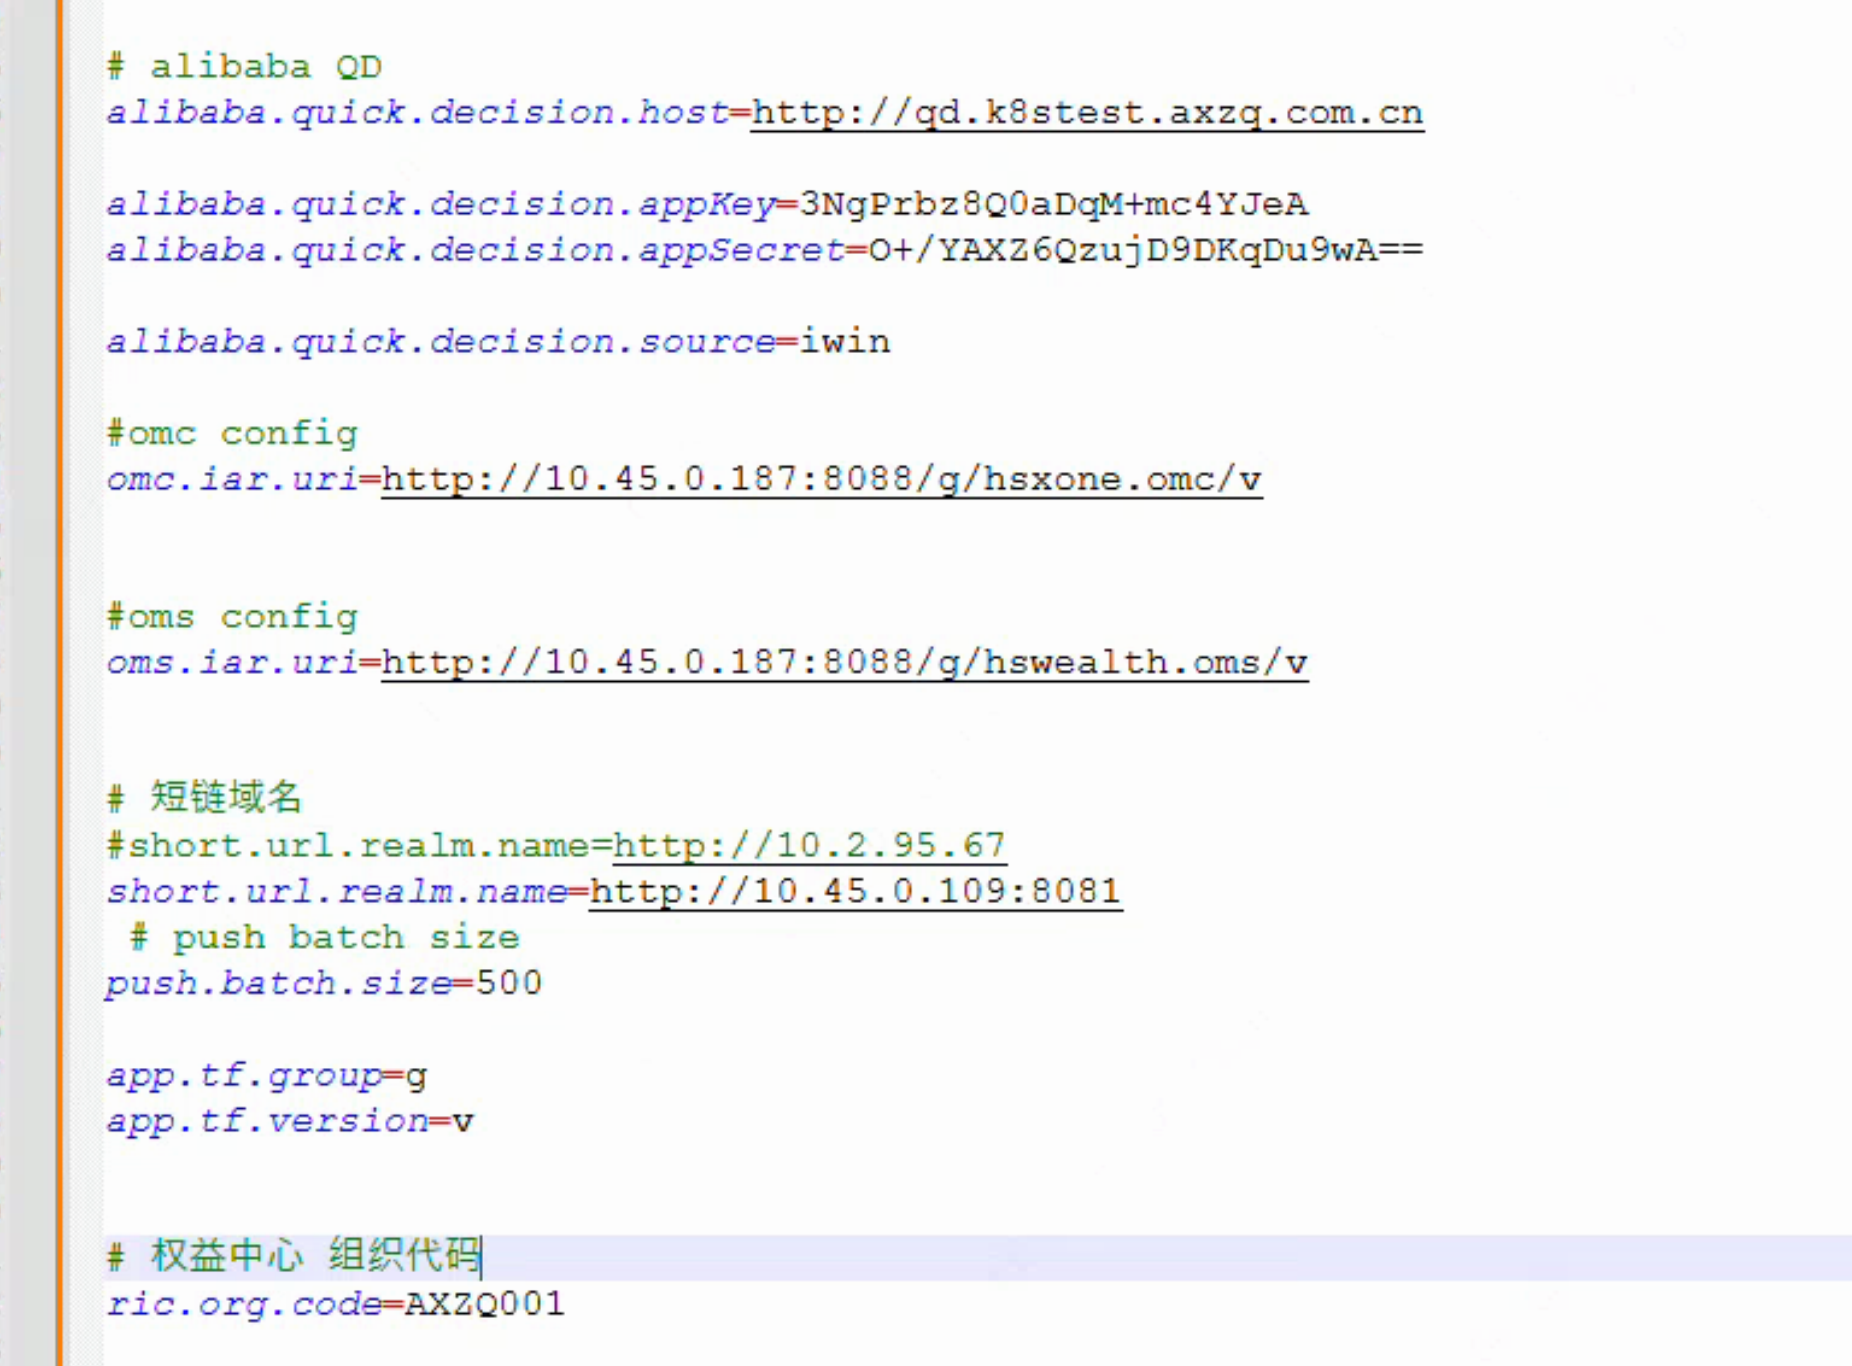 # alibaba QD
alibaba.quick.decision.host=http://qd.k8stest.axzq.com.cn
alibaba.quick.decision.appKey=3NgPrbz8Q0aDqM+mc4YJeA
alibaba.quick.decision.appSecret=O+/YAXZ6QzujD9DKqDu9wA==
alibaba.quick.decision.source=iwin
#omc config
omc.iar.uri=http://10.45.0.187:8088/g/hsxone.omc/v
#oms config
oms.iar.uri=http://10.45.0.187:8088/g/hswealth.oms/v
# 短链域名
#short.url.realm.name=http://10.2.95.67
short.url.realm.name=http://10.45.0.109:8081
# push batch size
push.batch.size=500
app.tf.group=g
app.tf.version=v
# 权益中心 组织代码
ric.org.code=AXZQ001